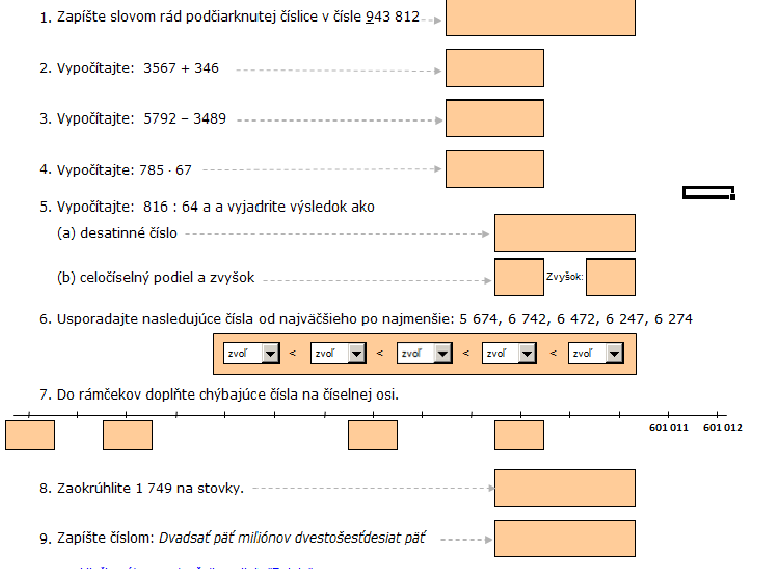 1. Zapíšte slovom rád podčiarknutej číslice v čísle 943 812
2. Vypočítajte: 3567 + 346
3. Vypočítajte: 5792 – 3489
4. Vypočítajte: 785 · 67
5. Vypočítajte: 816 : 64 a a vyjadrite výsledok ako
(a) desatinné číslo
(b) celočíselný podiel a zvyšok
Zvyšok:
6. Usporadajte nasledujúce čísla od najväčšieho po najmenšie: 5 674, 6 742, 6 472, 6 247, 6 274
zvoľ < zvoľ < zvoľ < zvoľ < zvoľ
7. Do rámčekov doplňte chýbajúce čísla na číselnej osi.
601 011 601 012
8. Zaokrúhlite 1 749 na stovky.
9. Zapíšte číslom: Dvadsať päť miliónov dvestošesťdesiat päť